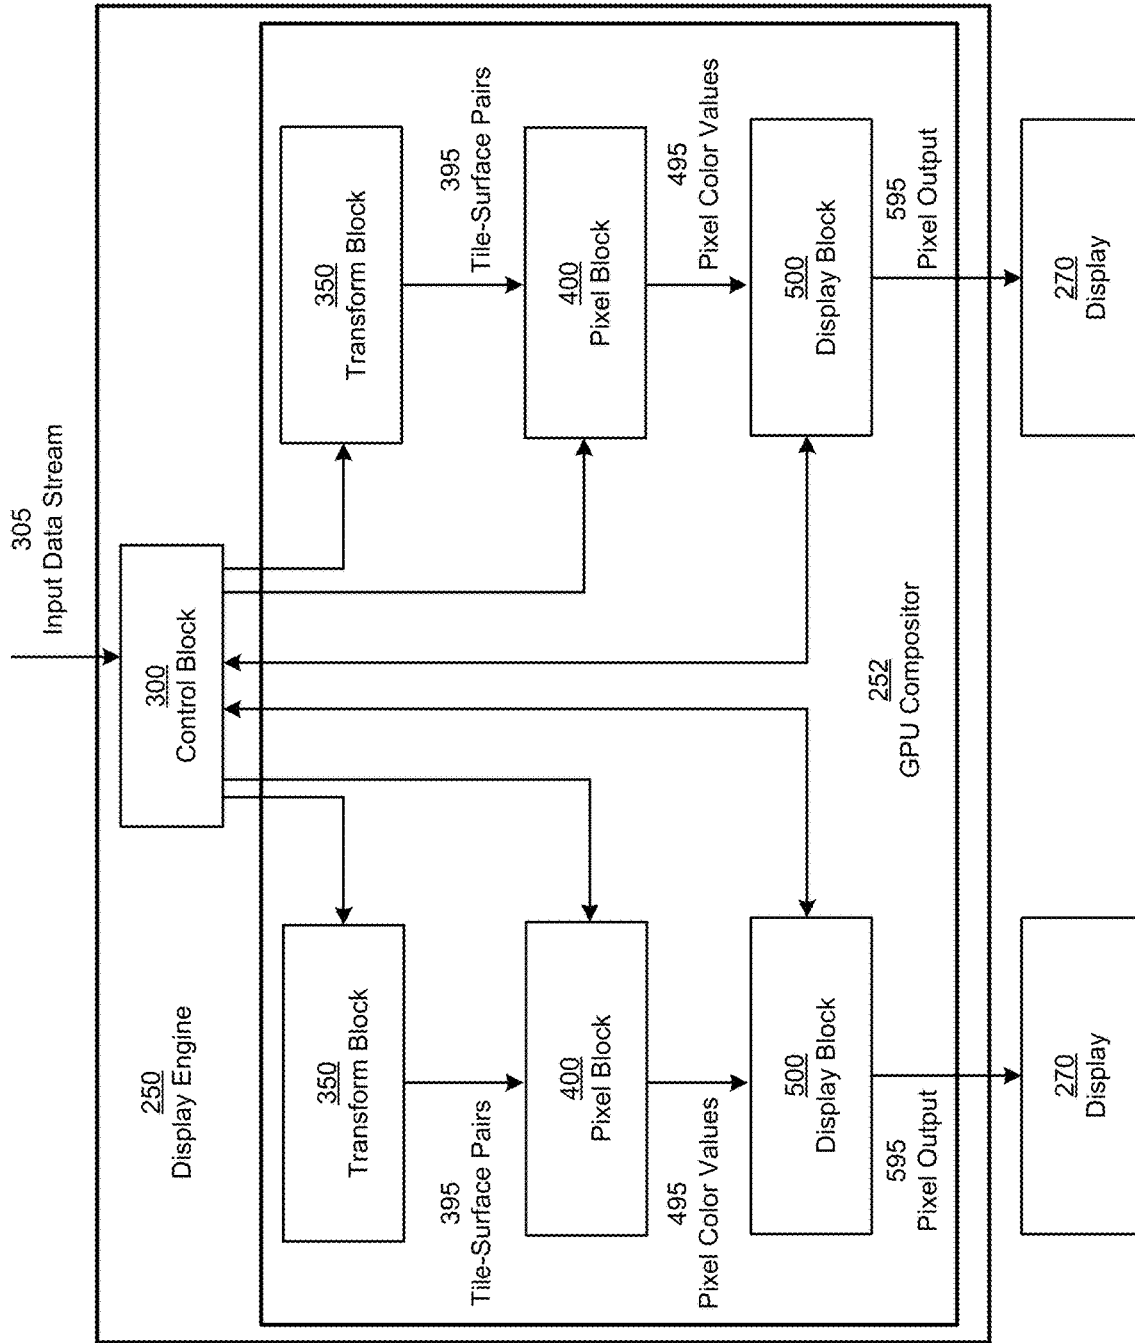 305
Input Data Stream
250
Display Engine
300
Control Block
350
Transform Block
350
Transform Block
395
Tile-Surface Pairs
395
Tile-Surface Pairs
400
Pixel Block
400
Pixel Block
495
Pixel Color Values
495
Pixel Color Values
500
Display Block
500
Display Block
252
GPU Compositor
595
Pixel Output
595
Pixel Output
270
Display
270
Display